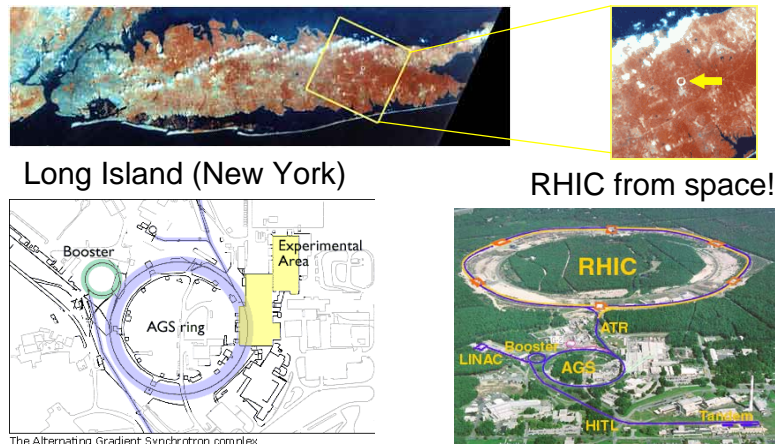 Long Island (New York)
RHIC from space!
Booster
Experimental
Area
AGS ring
The Alternating Gradient Synchrotron complex
RHIC
ATR
LINAC
Booster
AGS
HITL
Tandem